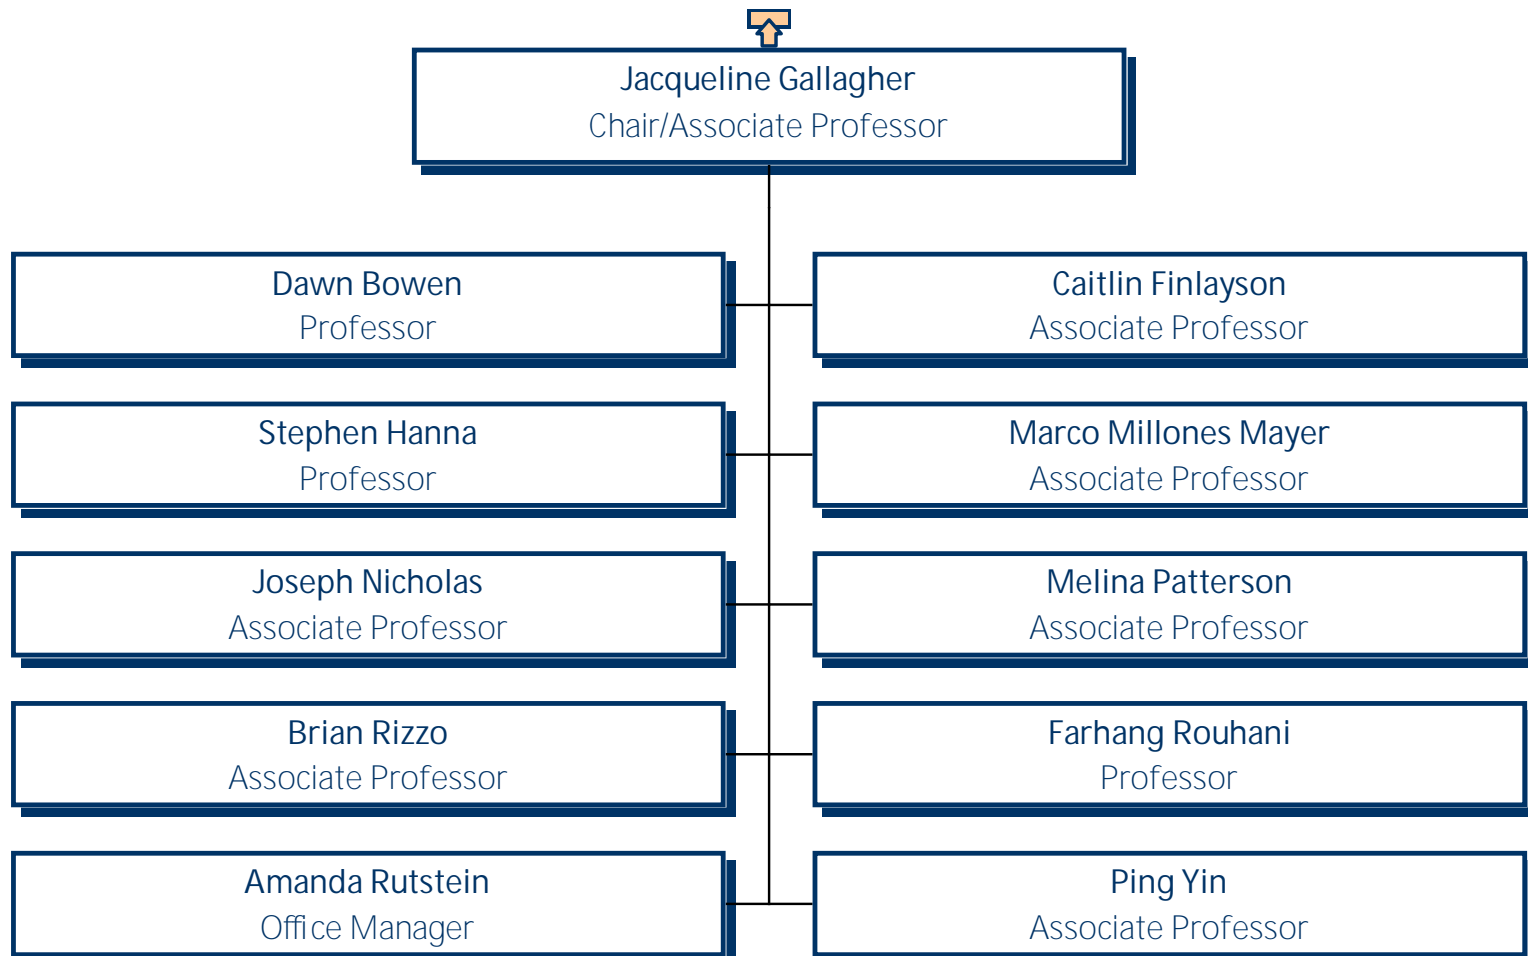 Jacqueline Gallagher
Chair/Associate Professor
Dawn Bowen
Professor
Caitlin Finlayson
Associate Professor
Stephen Hanna
Professor
Marco Millones Mayer
Associate Professor
Joseph Nicholas
Associate Professor
Melina Patterson
Associate Professor
Brian Rizzo
Associate Professor
Farhang Rouhani
Professor
Amanda Rutstein
Office Manager
Ping Yin
Associate Professor